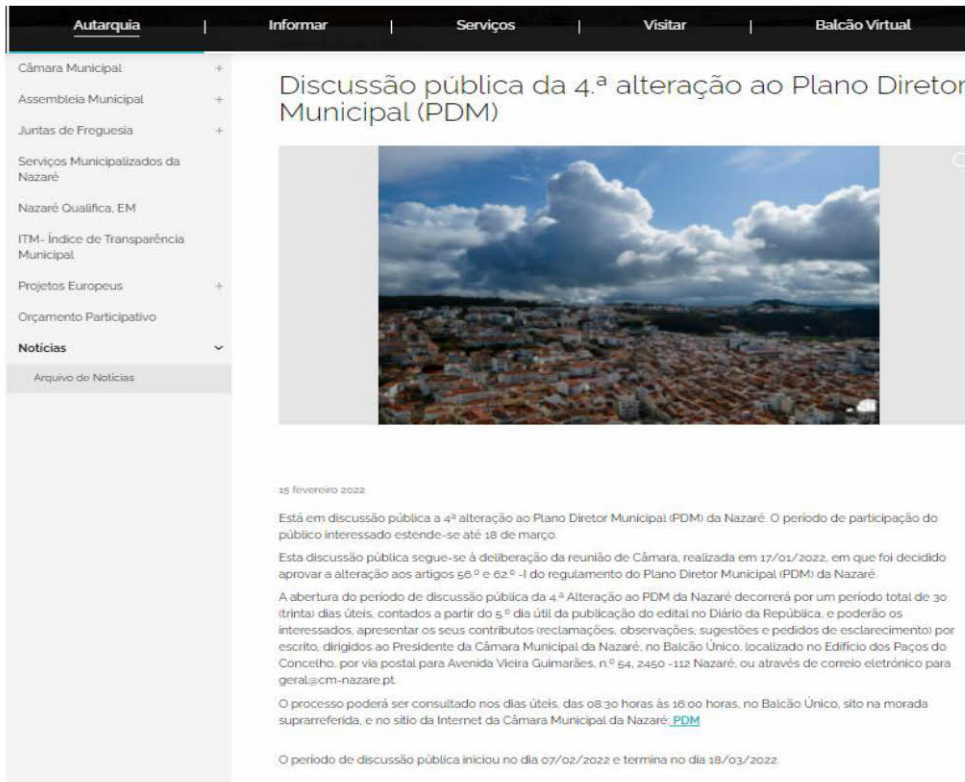 Autarquia | Informar | Serviços | Visitar | Balcão Virtual
Câmara Municipal +
Assembleia Municipal +
Juntas de Freguesia +
Serviços Municipalizados da
Nazaré
Nazaré Qualifica, EM
ITM- Índice de Transparência
Municipal
Projetos Europeus +
Orçamento Participativo
Notícias
Arquivo de Notícias
Discussão pública da 4.ª alteração ao Plano Diretor
Municipal (PDM)
15 fevereiro 2022
Está em discussão pública a 4ª alteração ao Plano Diretor Municipal (PDM) da Nazaré. O período de participação do
público interessado estende-se até 18 de março.
Esta discussão pública segue-se à deliberação da reunião de Câmara, realizada em 17/01/2022, em que foi decidido
aprovar a alteração aos artigos 56.º e 62.º -I do regulamento do Plano Diretor Municipal (PDM) da Nazaré.
A abertura do período de discussão pública da 4.ª Alteração ao PDM da Nazaré decorrerá por um período total de 30
(trinta) dias úteis, contados a partir do 5.º dia útil da publicação do edital no Diário da República, e poderão os
interessados, apresentar os seus contributos (reclamações, observações, sugestões e pedidos de esclarecimento) por
escrito, dirigidos ao Presidente da Câmara Municipal da Nazaré, no Balcão Único, localizado no Edifício dos Paços do
Concelho, por via postal para Avenida Vieira Guimarães, n.º 54, 2450 -112 Nazaré, ou através de correio eletrónico para
geral@cm-nazare.pt.
O processo poderá ser consultado nos dias úteis, das 08:30 horas às 16:00 horas, no Balcão Único, sito na morada
suprarreferida, e no sítio da Internet da Câmara Municipal da Nazaré: PDM
O período de discussão pública iniciou no dia 07/02/2022 e termina no dia 18/03/2022.